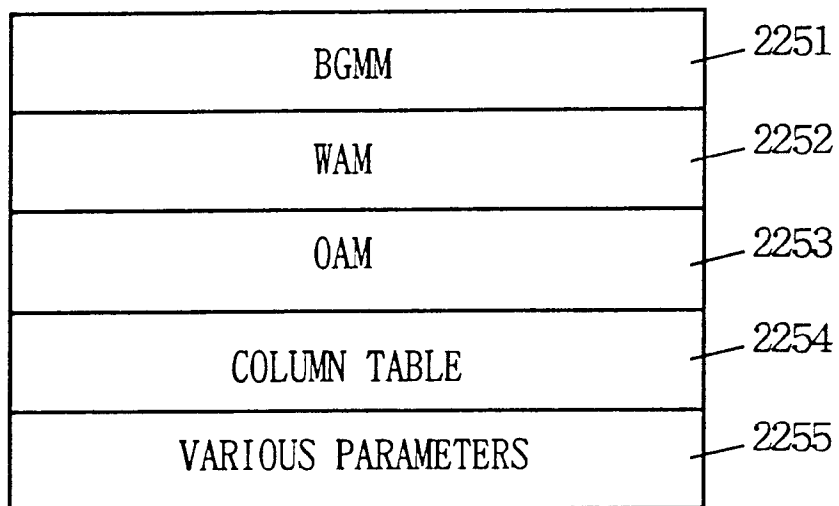 BGMM 2251
WAM 2252
OAM 2253
COLUMN TABLE 2254
VARIOUS PARAMETERS 2255